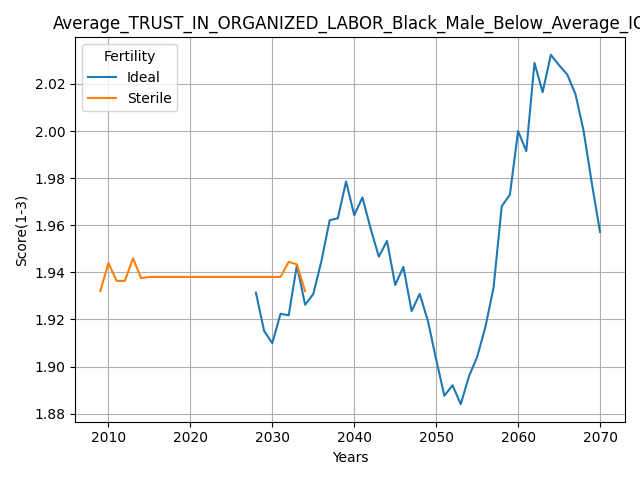 Average_TRUST_IN_ORGANIZED_LABOR_Black_Male_Below_Average_IQ
Fertility
Ideal
Sterile
Score(1-3)
2.02
2.00
1.98
1.96
1.94
1.92
1.90
1.88
2010 2020 2030 2040 2050 2060 2070
Years